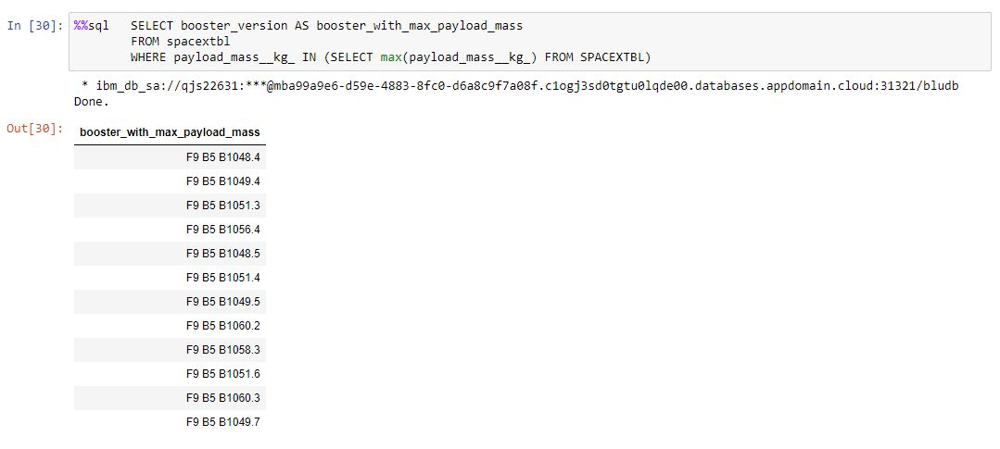 In [30]: %%sql SELECT booster_version AS booster_with_max_payload_mass
FROM spacextbl
WHERE payload_mass__kg_ IN (SELECT max(payload_mass__kg_) FROM SPACEXTBL)
* ibm_db_sa://qjs22631:***@mba99a9e6-d59e-4883-8fc0-d6a8c9f7a08f.c1ogj3sd0tgtu0lqde00.databases.appdomain.cloud:31321/bludb
Done.
Out[30]: booster_with_max_payload_mass
F9 B5 B1048.4
F9 B5 B1049.4
F9 B5 B1051.3
F9 B5 B1056.4
F9 B5 B1048.5
F9 B5 B1051.4
F9 B5 B1049.5
F9 B5 B1060.2
F9 B5 B1058.3
F9 B5 B1051.6
F9 B5 B1060.3
F9 B5 B1049.7